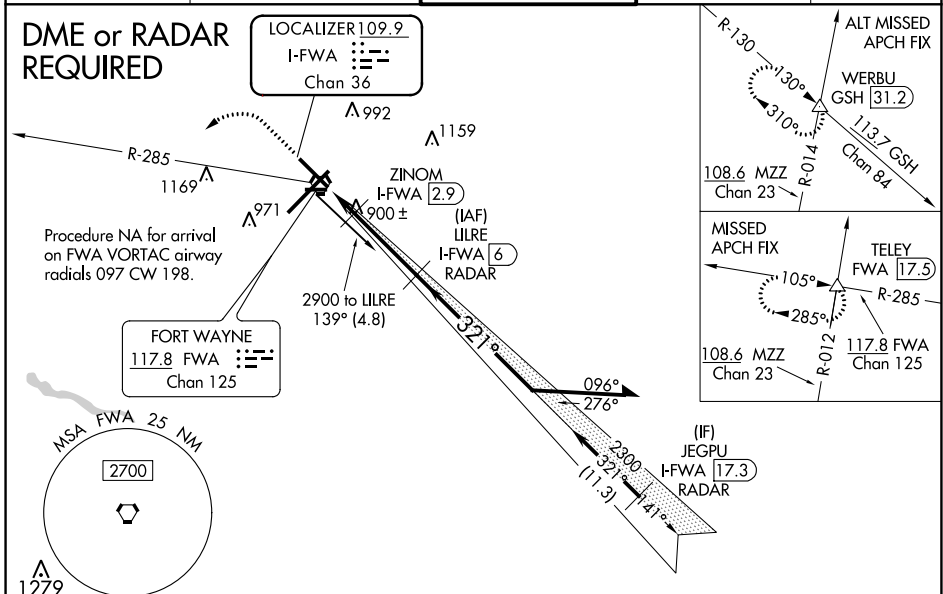 DME or RADAR
REQUIRED
LOCALIZER 109.9
I-FWA
Chan 36
992
1159
R-285
1169
971
ZINOM
I-FWA 2.9
900 ±
(IAF)
LILRE
I-FWA 6
RADAR
Procedure NA for arrival
on FWA VORTAC airway
radials 097 CW 198.
2900 to LILRE
139° (4.8)
FORT WAYNE
117.8 FWA
Chan 125
321°
096°
276°
2300
321°
141°
(11.3)
(IF)
JEGPU
I-FWA 17.3
RADAR
MSA FWA 25 NM
2700
1279
R-130
ALT MISSED
APCH FIX
130°
310°
WERBU
GSH 31.2
113.7 GSH
Chan 84
R-014
108.6 MZZ
Chan 23
MISSED
APCH FIX
TELEY
FWA 17.5
105°
285°
R-285
R-012
117.8 FWA
Chan 125
108.6 MZZ
Chan 23